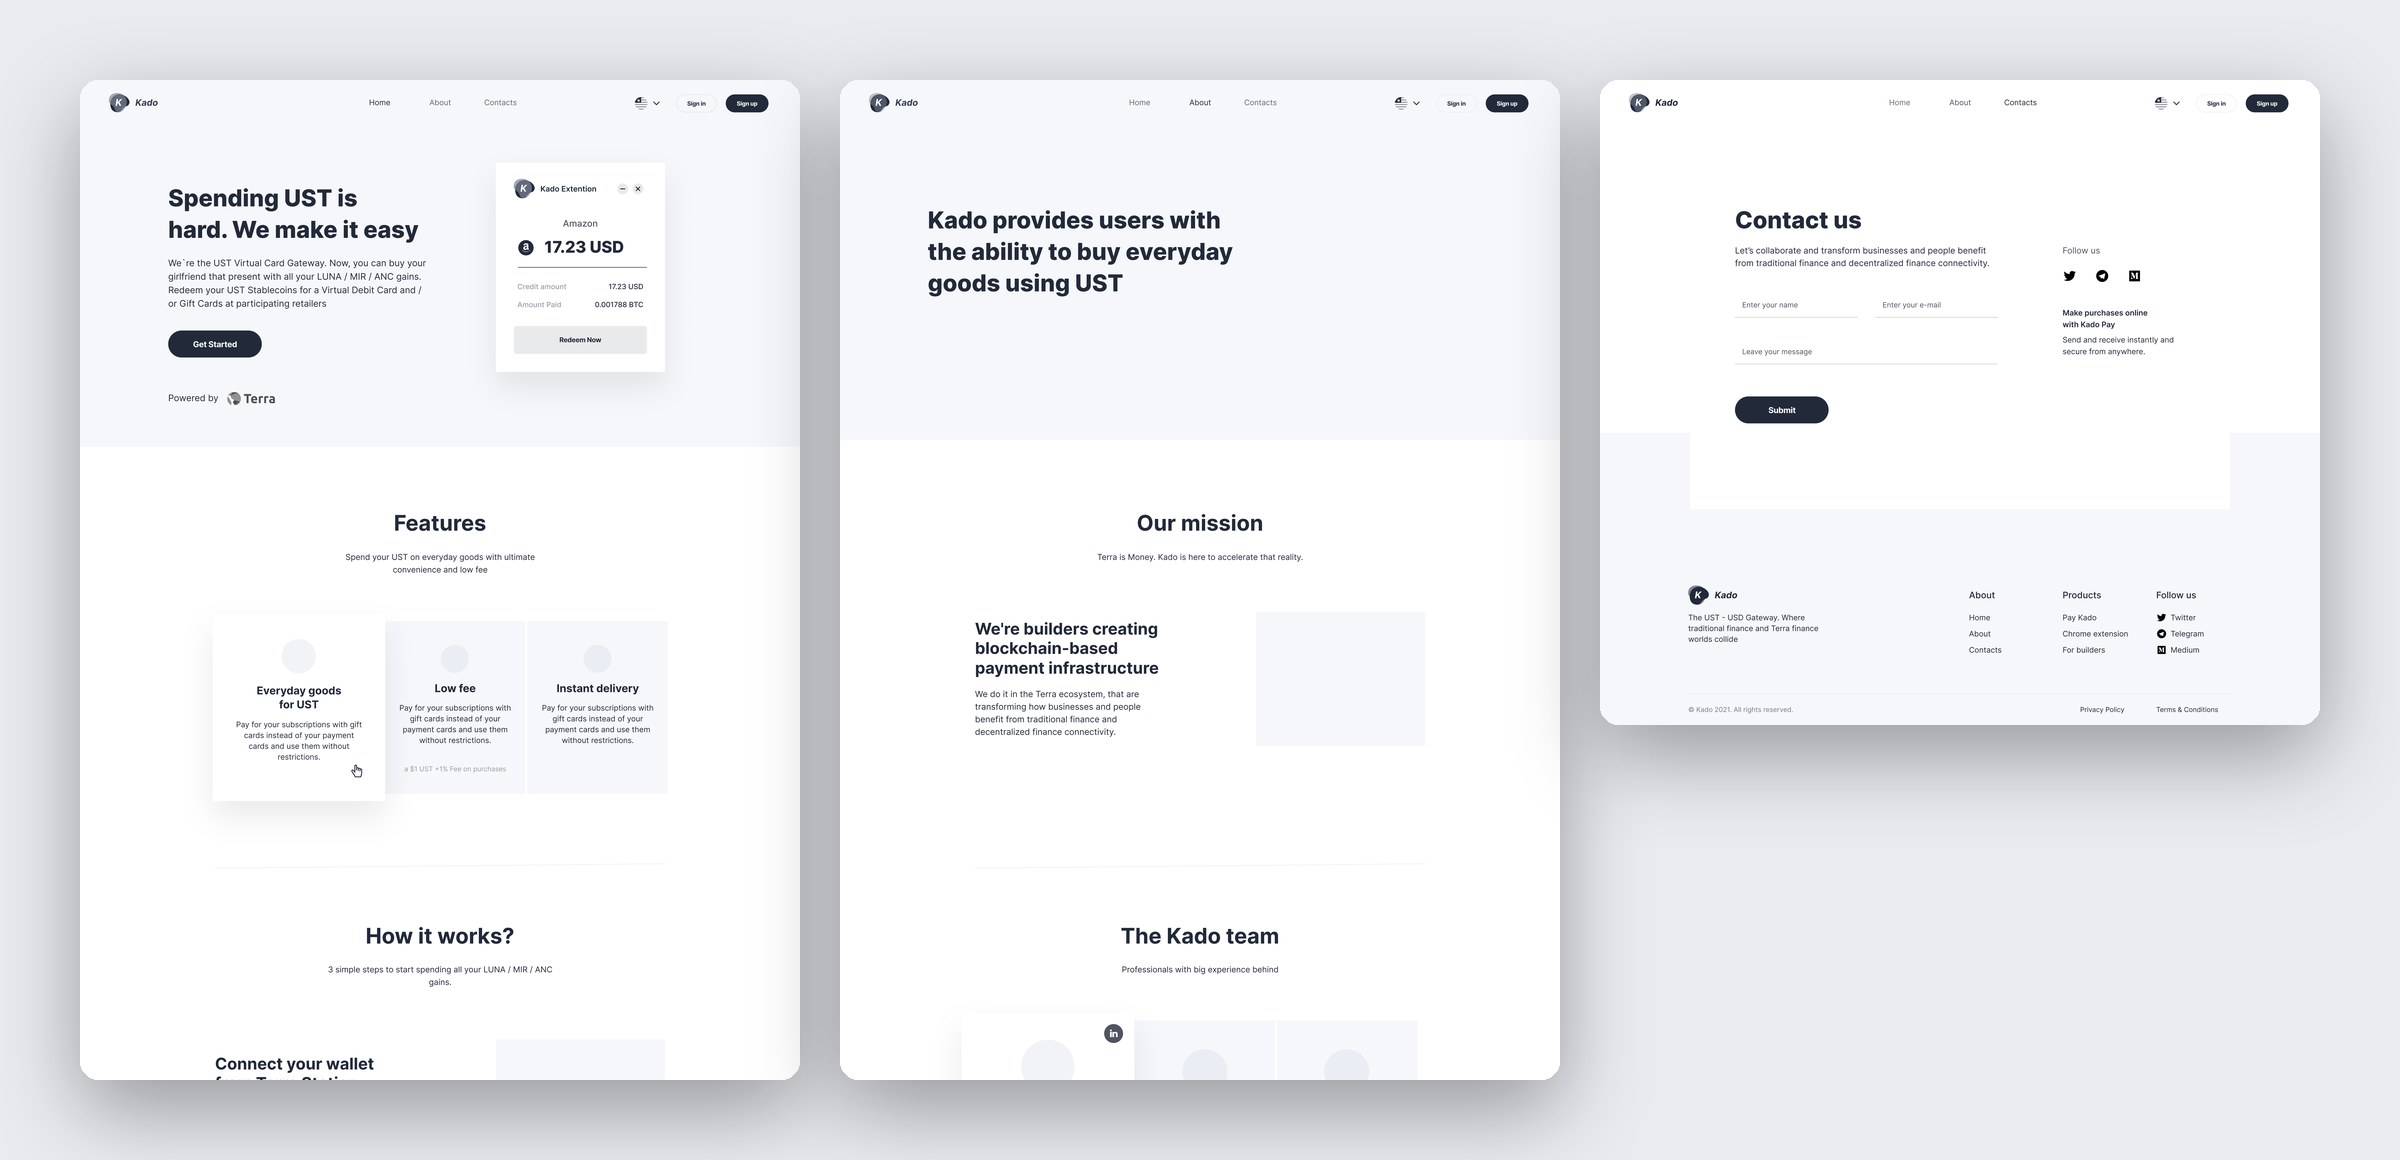 Kado
Home
About
Contacts
Sign in
Sign up
Spending UST is
hard. We make it easy
We`re the UST Virtual Card Gateway. Now, you can buy your
girlfriend that present with all your LUNA / MIR / ANC gains.
Redeem your UST Stablecoins for a Virtual Debit Card and /
or Gift Cards at participating retailers
Get Started
Powered by Terra
Kado Extention
Amazon
17.23 USD
Credit amount 17.23 USD
Amount Paid 0.001788 BTC
Redeem Now
Features
Spend your UST on everyday goods with ultimate
convenience and low fee
Everyday goods
for UST
Pay for your subscriptions with gift
cards instead of your payment
cards and use them without
restrictions.
Low fee
Pay for your subscriptions with
gift cards instead of your
payment cards and use them
without restrictions.
a $1 UST +1% Fee on purchases
Instant delivery
Pay for your subscriptions with
gift cards instead of your
payment cards and use them
without restrictions.
How it works?
3 simple steps to start spending all your LUNA / MIR / ANC
gains.
Connect your wallet
from Terra Station
Kado
Home
About
Contacts
Sign in
Sign up
Kado provides users with
the ability to buy everyday
goods using UST
Our mission
Terra is Money. Kado is here to accelerate that reality.
We're builders creating
blockchain-based
payment infrastructure
We do it in the Terra ecosystem, that are
transforming how businesses and people
benefit from traditional finance and
decentralized finance connectivity.
The Kado team
Professionals with big experience behind
in
Kado
Home
About
Contacts
Sign in
Sign up
Contact us
Let's collaborate and transform businesses and people benefit
from traditional finance and decentralized finance connectivity.
Enter your name
Enter your e-mail
Leave your message
Submit
Follow us
Make purchases online
with Kado Pay
Send and receive instantly and
secure from anywhere.
Kado
The UST - USD Gateway. Where
traditional finance and Terra finance
worlds collide
About
Home
About
Contacts
Products
Pay Kado
Chrome extension
For builders
Follow us
Twitter
Telegram
Medium
© Kado 2021. All rights reserved.
Privacy Policy
Terms & Conditions